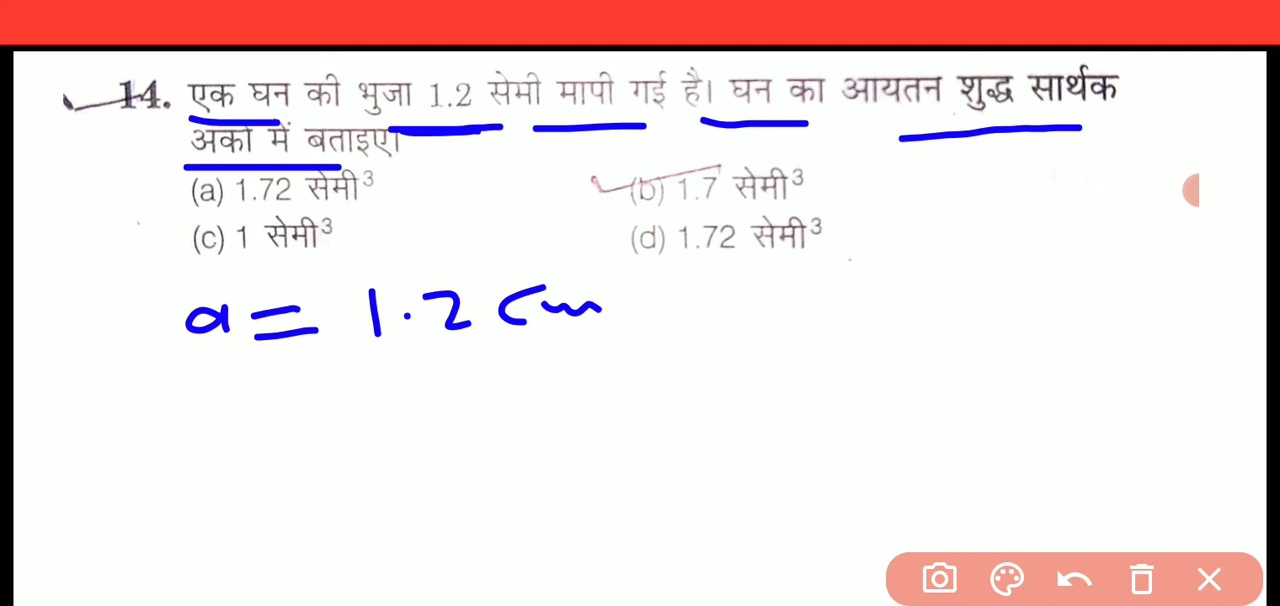 14. एक घन की भुजा 1.2 सेमी मापी गई है। घन का आयतन शुद्ध सार्थक
अंकों में बताइए।
(a) 1.72 सेमी³ (b) 1.7 सेमी³
(c) 1 सेमी³ (d) 1.72 सेमी³
a = 1.2 cm